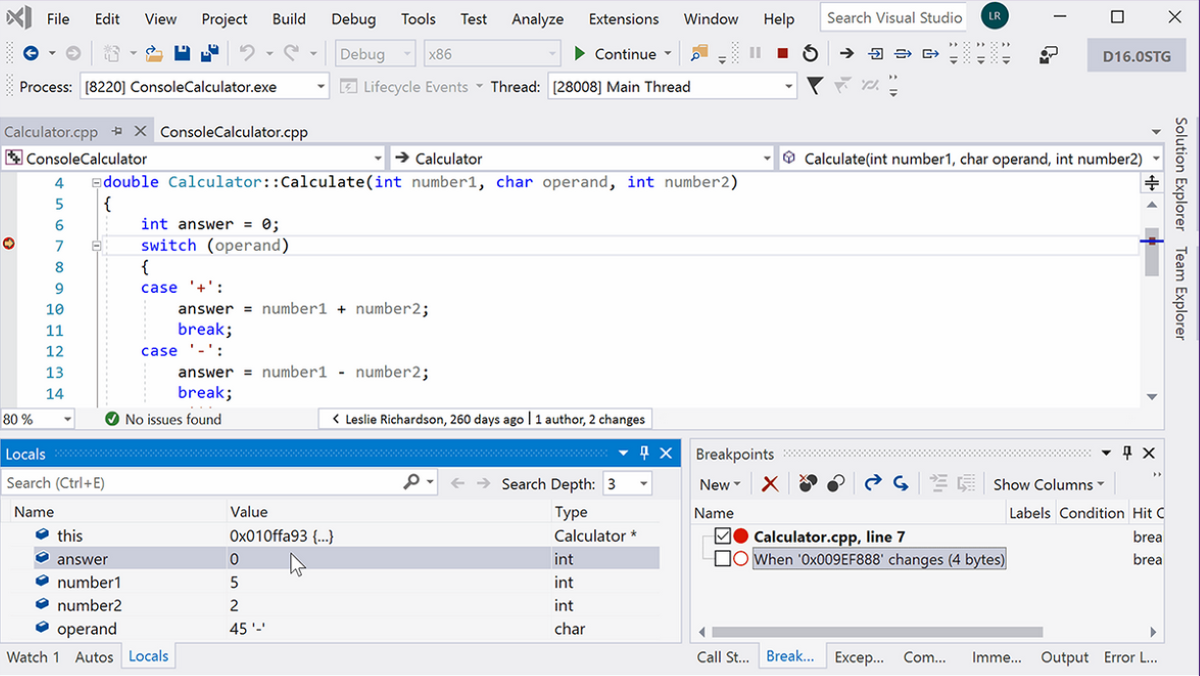 File Edit View Project Build Debug Tools Test Analyze Extensions Window Help Search Visual Studio LR
Debug x86 Continue D16.0STG
Process: [8220] ConsoleCalculator.exe Lifecycle Events Thread: [28008] Main Thread
Calculator.cpp ConsoleCalculator.cpp
ConsoleCalculator Calculator Calculate(int number1, char operand, int number2)
4 double Calculator::Calculate(int number1, char operand, int number2)
5 {
6 int answer = 0;
7 switch (operand)
8 {
9 case '+':
10 answer = number1 + number2;
11 break;
12 case '-':
13 answer = number1 - number2;
14 break;
80 % No issues found < Leslie Richardson, 260 days ago | 1 author, 2 changes
Solution Explorer
Team Explorer
Locals
Search (Ctrl+E) Search Depth: 3
Name Value Type
this 0x010ffa93 {...} Calculator *
answer 0 int
number1 5 int
number2 2 int
operand 45 '-' char
Watch 1 Autos Locals
Breakpoints
New Show Columns
Name Labels Condition Hit C
Calculator.cpp, line 7 brea
When '0x009EF888' changes (4 bytes) brea
Call St... Break... Excep... Com... Imme... Output Error L...